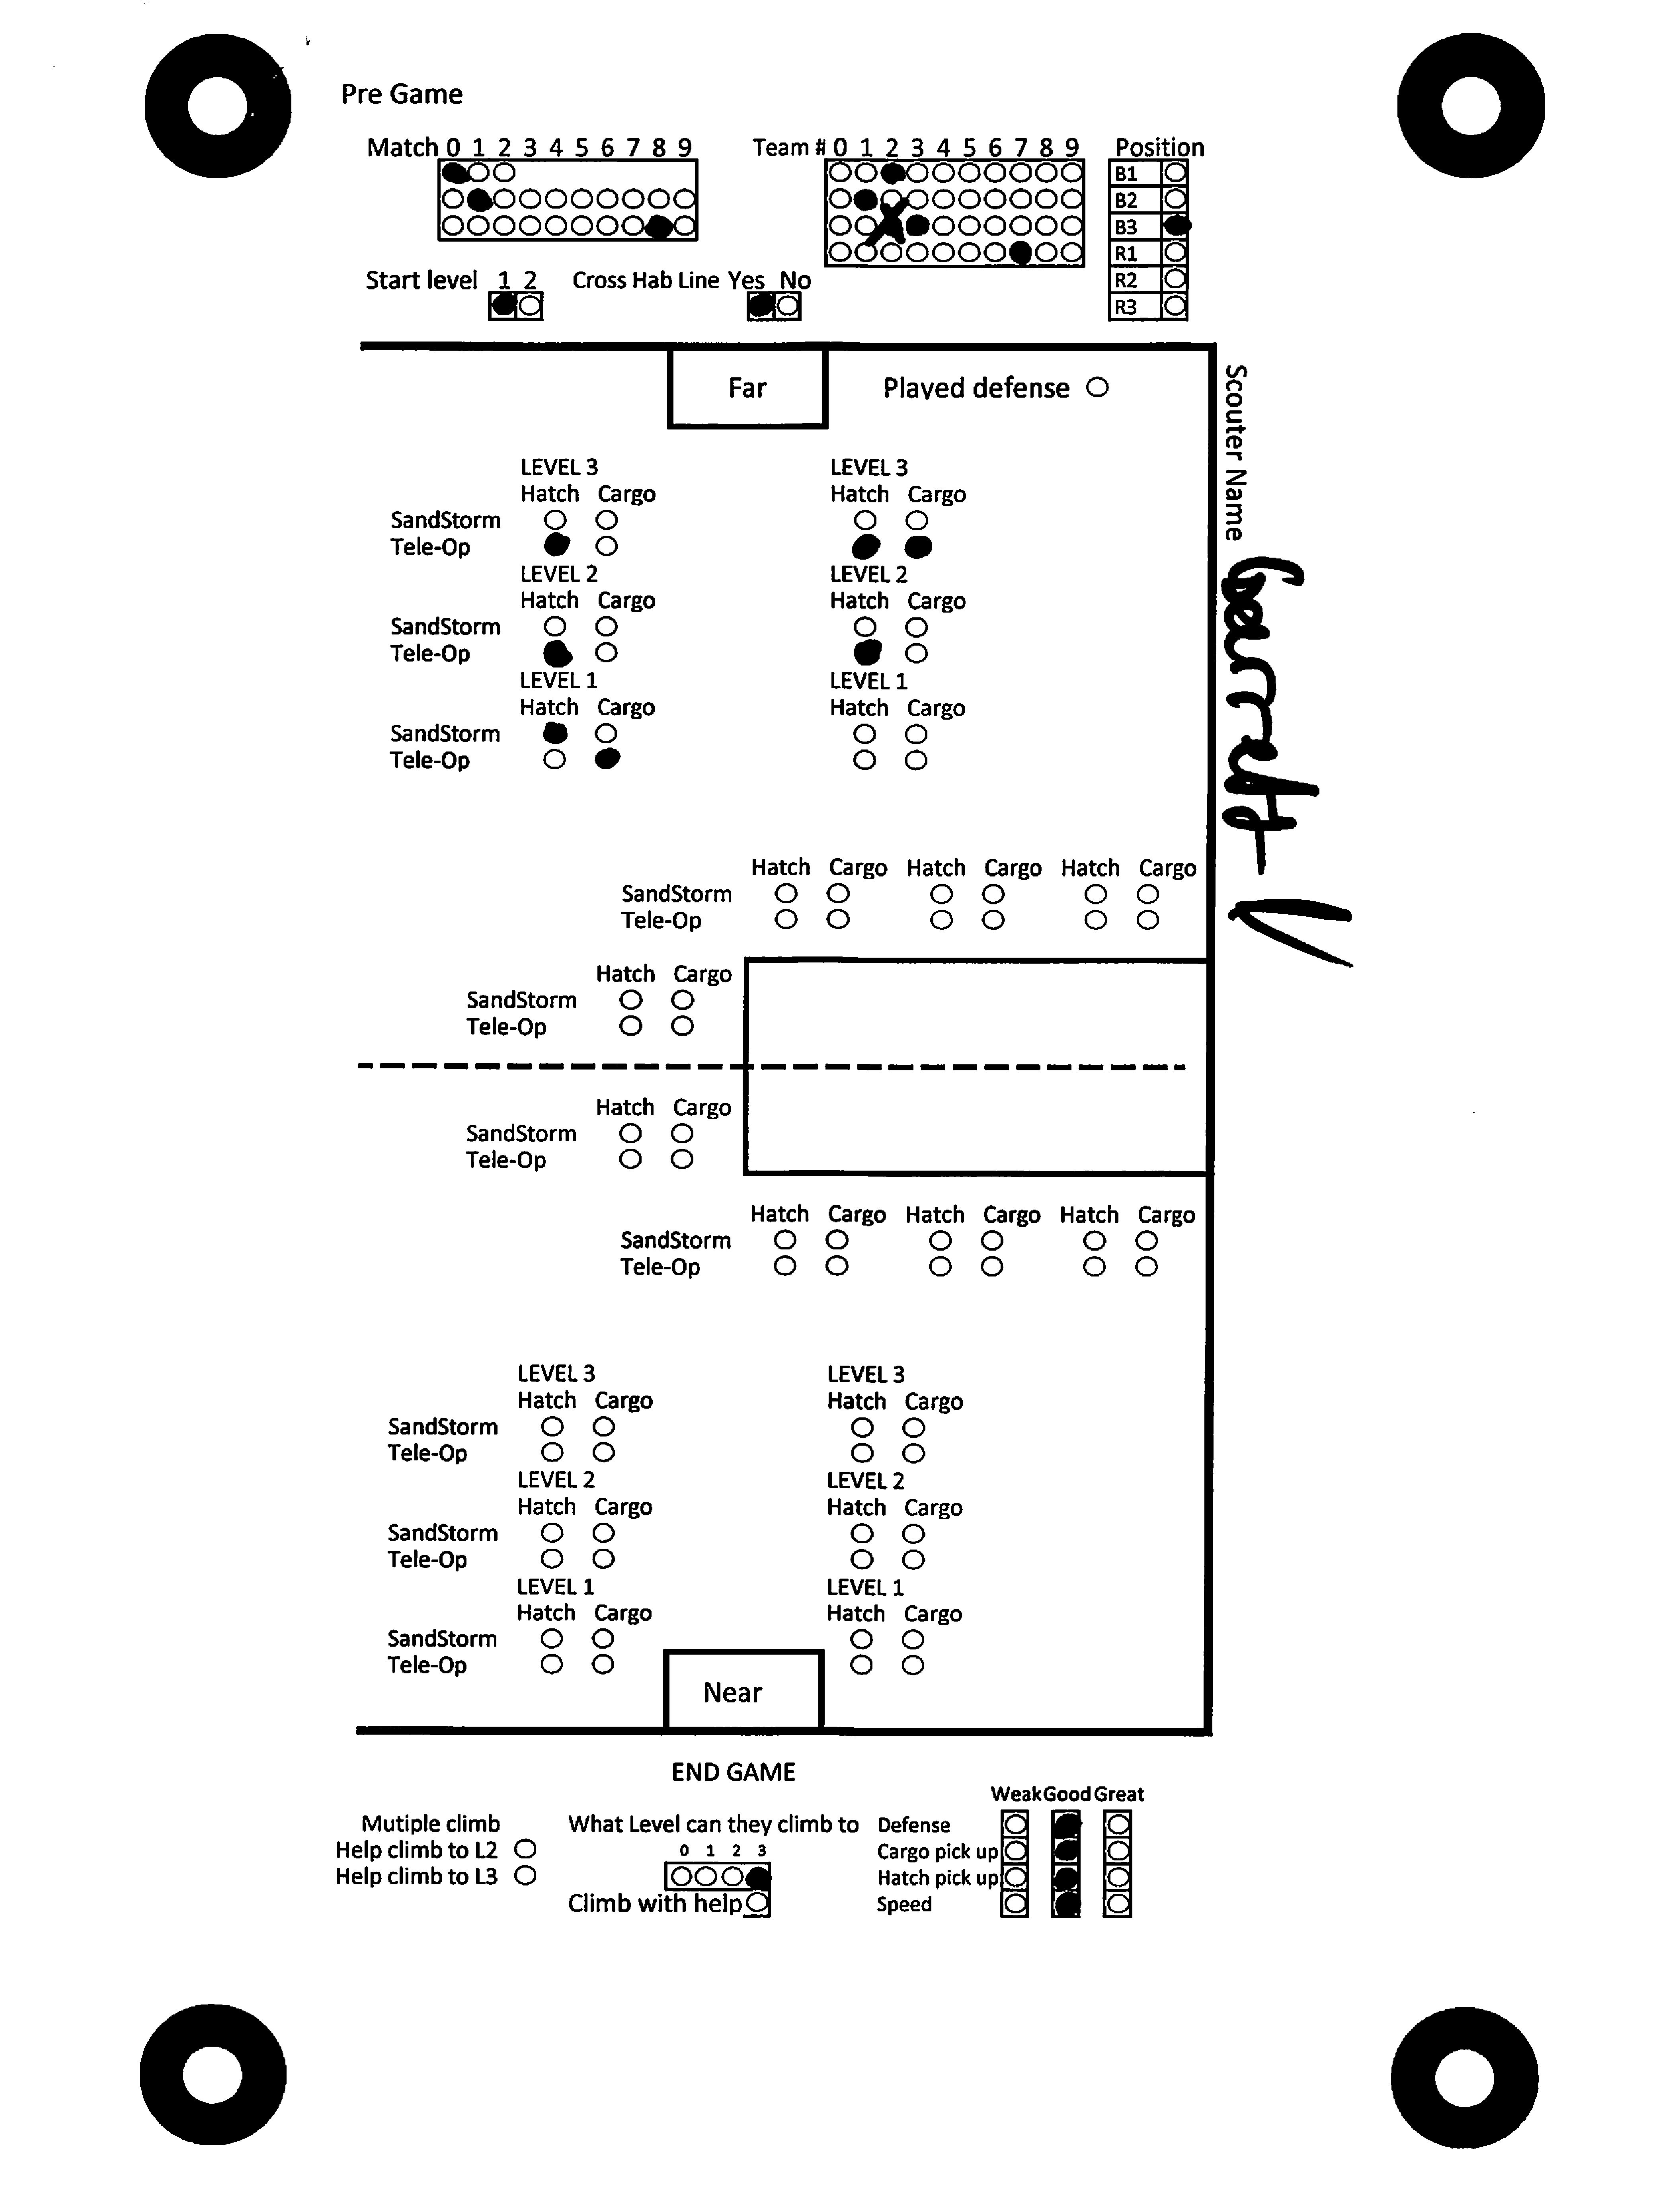 Pre Game
Match 0 1 2 3 4 5 6 7 8 9
Team # 0 1 2 3 4 5 6 7 8 9
Position
B1
B2
B3
R1
R2
R3
Start level 1 2
Cross Hab Line Yes No
Far
Played defense
Scouter Name Garrett V
LEVEL 3 LEVEL 3
Hatch Cargo Hatch Cargo
SandStorm
Tele-Op
LEVEL 2 LEVEL 2
Hatch Cargo Hatch Cargo
SandStorm
Tele-Op
LEVEL 1 LEVEL 1
Hatch Cargo Hatch Cargo
SandStorm
Tele-Op
Hatch Cargo Hatch Cargo Hatch Cargo
SandStorm
Tele-Op
Hatch Cargo
SandStorm
Tele-Op
Hatch Cargo
SandStorm
Tele-Op
Hatch Cargo Hatch Cargo Hatch Cargo
SandStorm
Tele-Op
LEVEL 3 LEVEL 3
Hatch Cargo Hatch Cargo
SandStorm
Tele-Op
LEVEL 2 LEVEL 2
Hatch Cargo Hatch Cargo
SandStorm
Tele-Op
LEVEL 1 LEVEL 1
Hatch Cargo Hatch Cargo
SandStorm
Tele-Op
Near
END GAME
Mutiple climb
Help climb to L2
Help climb to L3
What Level can they climb to
0 1 2 3
Climb with help
Weak Good Great
Defense
Cargo pick up
Hatch pick up
Speed